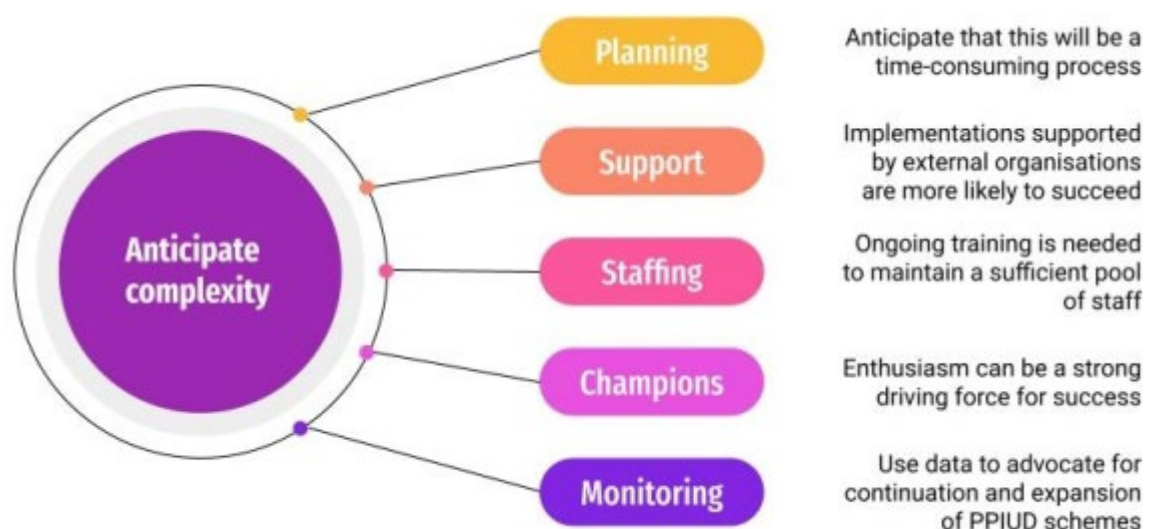 Anticipate
complexity
Planning
Anticipate that this will be a
time-consuming process
Support
Implementations supported
by external organisations
are more likely to succeed
Staffing
Ongoing training is needed
to maintain a sufficient pool
of staff
Champions
Enthusiasm can be a strong
driving force for success
Monitoring
Use data to advocate for
continuation and expansion
of PPIUD schemes